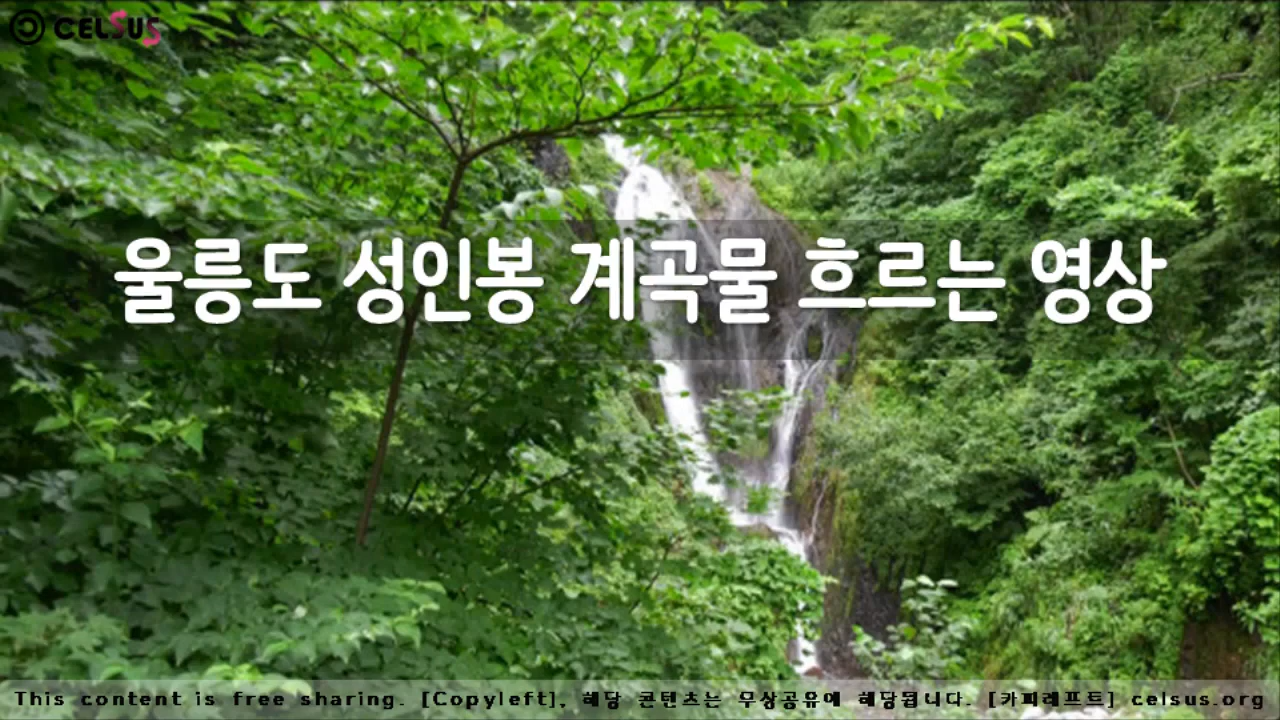 CELSUS
울릉도 성인봉 계곡물 흐르는 영상
This content is free sharing. [Copyleft], 해당 콘텐츠는 무상공유에 해당됩니다. [카피레프트] celsus.org